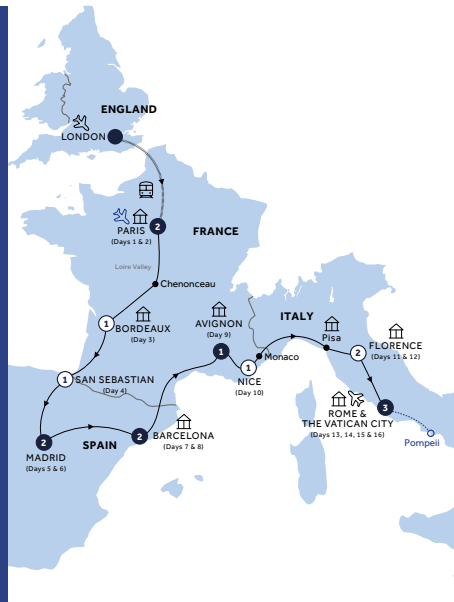 ENGLAND
LONDON
2
PARIS
(Days 1 & 2)
FRANCE
Loire Valley
Chenonceau
1
BORDEAUX
(Day 3)
AVIGNON
(Day 9)
1
ITALY
Pisa
Monaco
1
NICE
(Day 10)
2
FLORENCE
(Days 11 & 12)
1
SAN SEBASTIAN
(Day 4)
3
ROME &
THE VATICAN CITY
(Days 13, 14, 15 & 16)
2
MADRID
(Days 5 & 6)
SPAIN
2
BARCELONA
(Days 7 & 8)
Pompeii